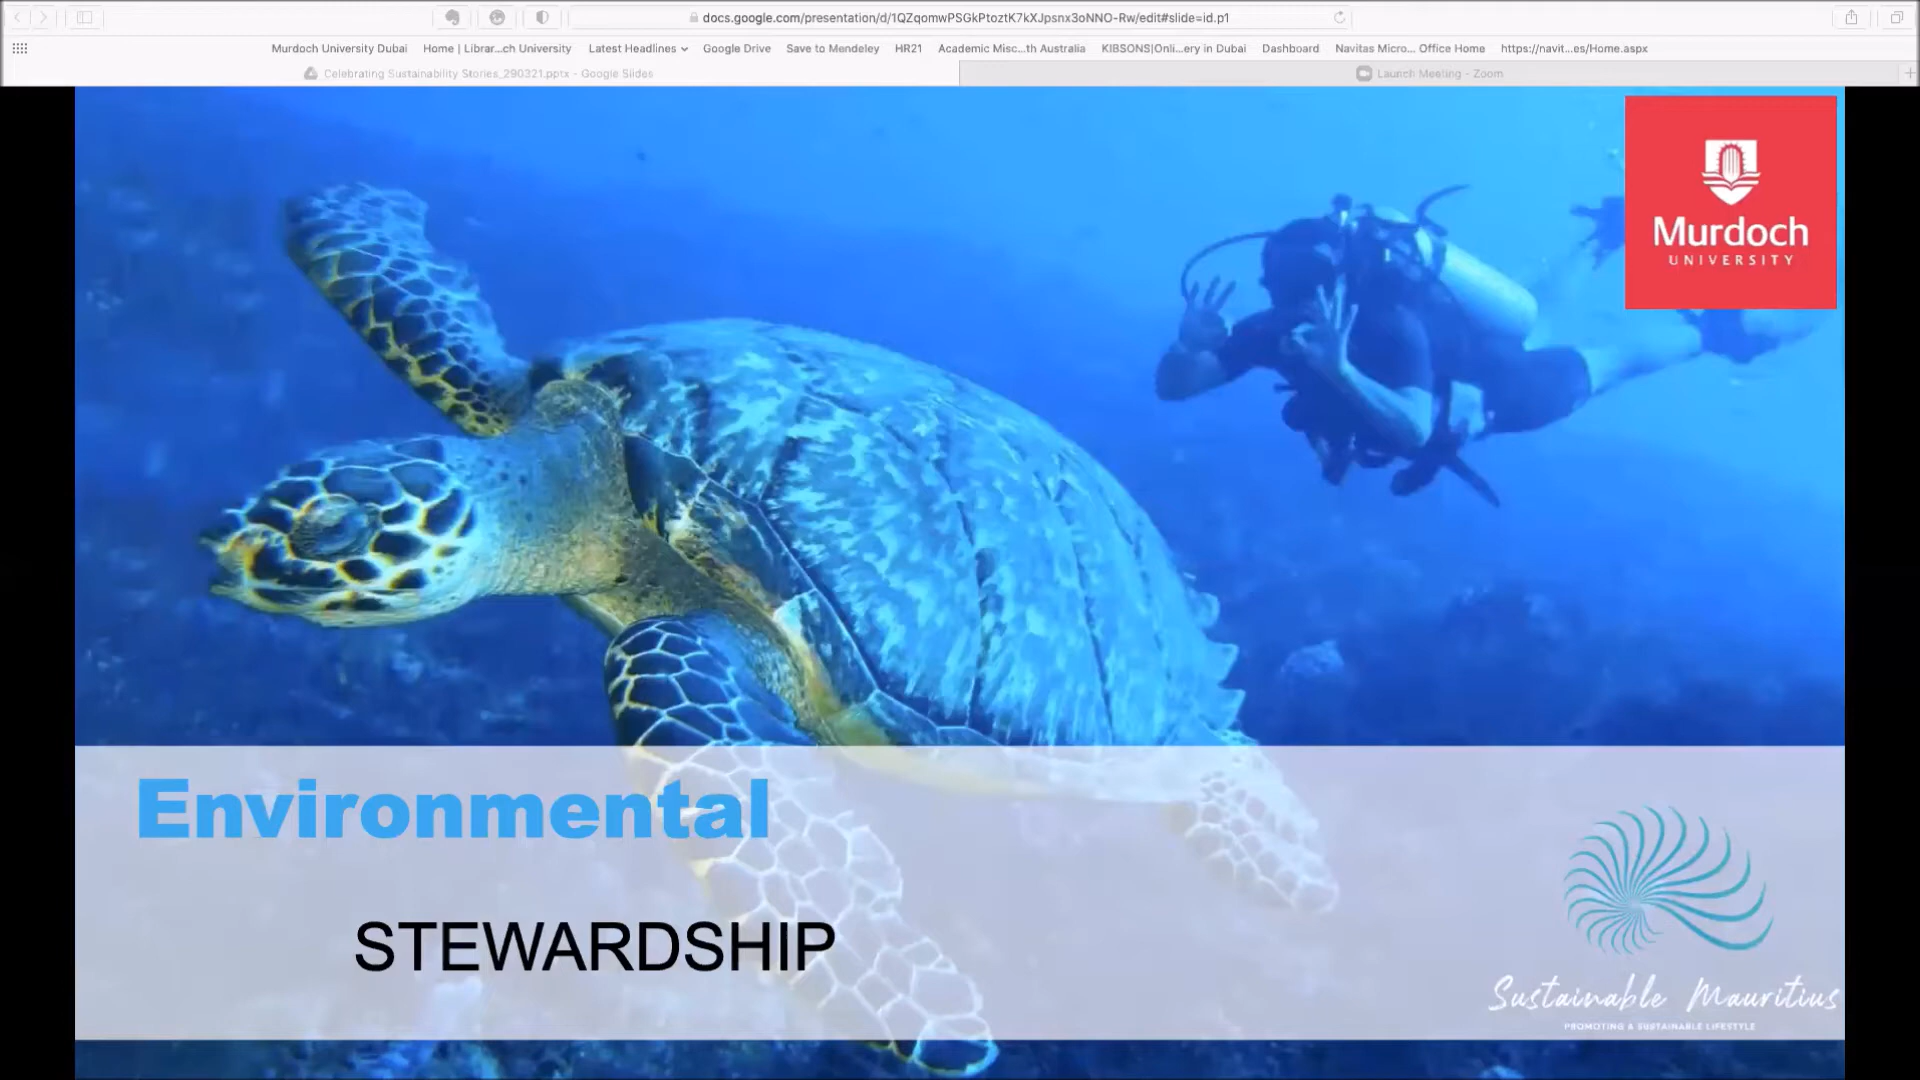 docs.google.com/presentation/d/1QZqomwPSGkPtoztK7kXJpsnx3oNNO-Rw/edit#slide=id.p1
Murdoch University Dubai Home | Librar...ch University Latest Headlines Google Drive Save to Mendeley HR21 Academic Misc...th Australia KIBSONS|Onli...ery in Dubai Dashboard Navitas Micro... Office Home https://navit...es/Home.aspx
Celebrating Sustainability Stories_290321.pptx - Google Slides Launch Meeting - Zoom
Murdoch
UNIVERSITY
Environmental
STEWARDSHIP
Sustainable Mauritius
PROMOTING A SUSTAINABLE LIFESTYLE